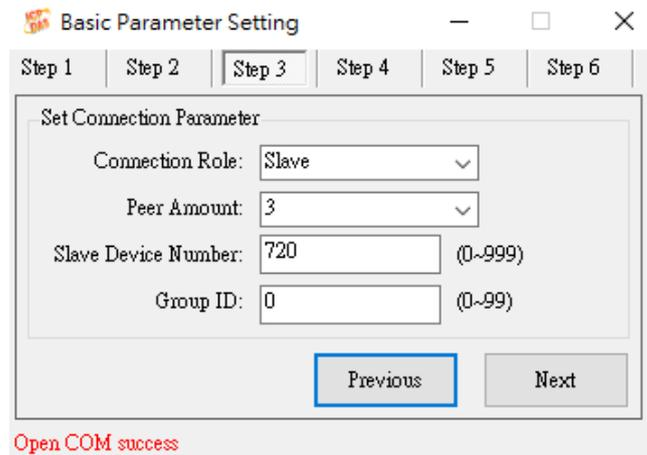 ICP DAS Basic Parameter Setting
Step 1 Step 2 Step 3 Step 4 Step 5 Step 6
Set Connection Parameter
Connection Role: Slave
Peer Amount: 3
Slave Device Number: 720 (0~999)
Group ID: 0 (0~99)
Previous Next
Open COM success